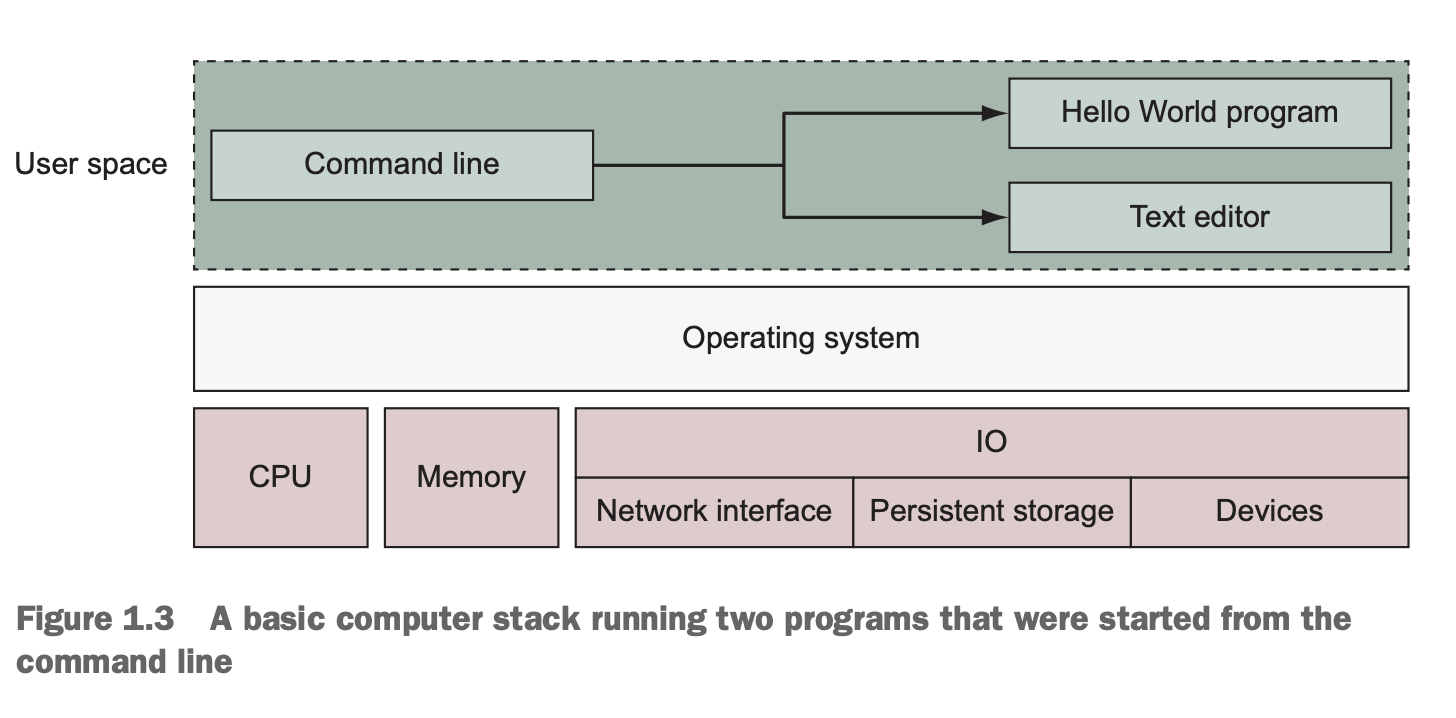 Hello World program
User space
Command line
Text editor
Operating system
CPU
Memory
IO
Network interface
Persistent storage
Devices
Figure 1.3 A basic computer stack running two programs that were started from the
command line